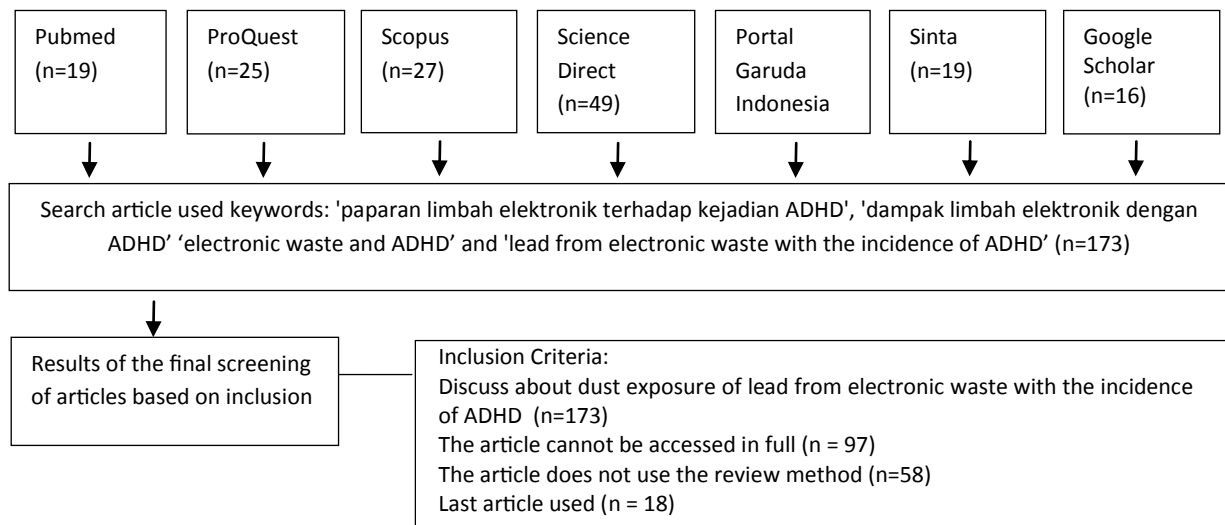 Pubmed
(n=19)
ProQuest
(n=25)
Scopus
(n=27)
Science
Direct
(n=49)
Portal
Garuda
Indonesia
Sinta
(n=19)
Google
Scholar
(n=16)
Search article used keywords: 'paparan limbah elektronik terhadap kejadian ADHD', 'dampak limbah elektronik dengan
ADHD' ‘electronic waste and ADHD’ and 'lead from electronic waste with the incidence of ADHD’ (n=173)
Results of the final screening
of articles based on inclusion
Inclusion Criteria:
Discuss about dust exposure of lead from electronic waste with the incidence
of ADHD (n=173)
The article cannot be accessed in full (n = 97)
The article does not use the review method (n=58)
Last article used (n = 18)